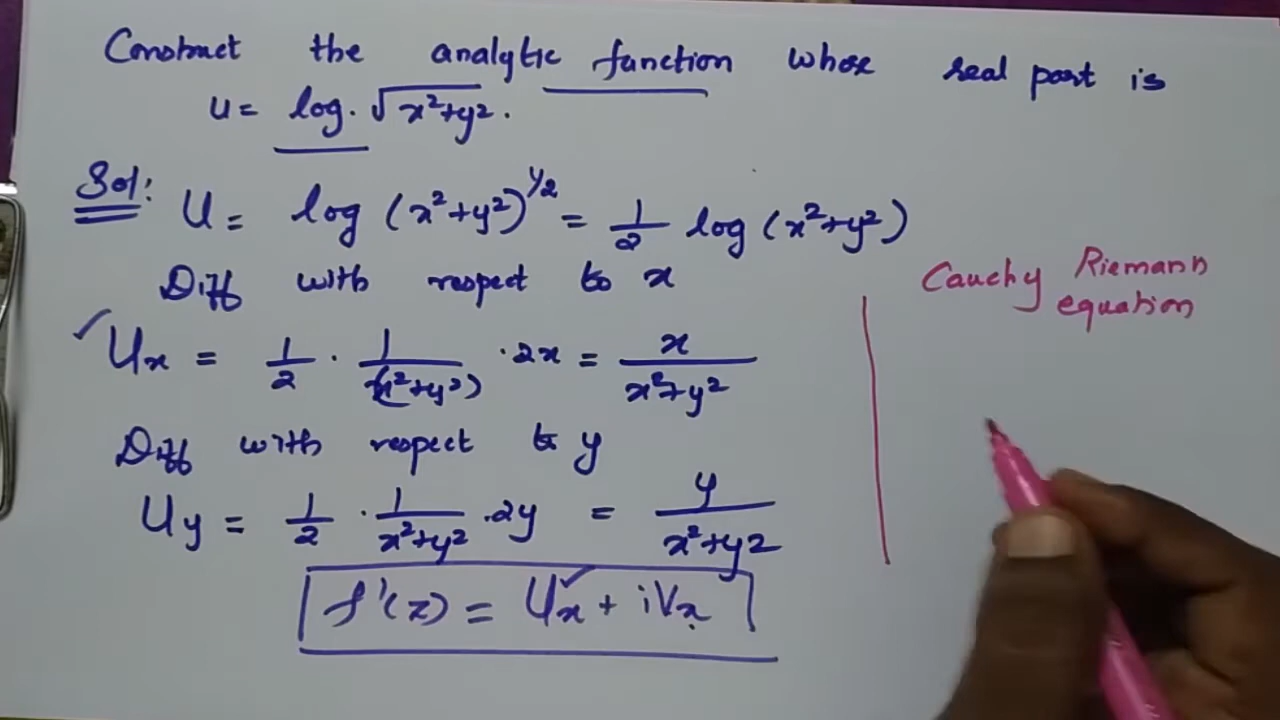 Construct the analytic function whose real part is
u = log. √x²+y².
Sol: U = log (x²+y²)^1/2 = 1/2 log (x²+y²)
Diff with respect to x
✓ Ux = 1/2 · 1/(x²+y²) · 2x = x/x²+y²
Diff with respect to y
Uy = 1/2 · 1/x²+y² · 2y = y/x²+y2
f'(z) = Ux + iVx
Cauchy Riemann
equation